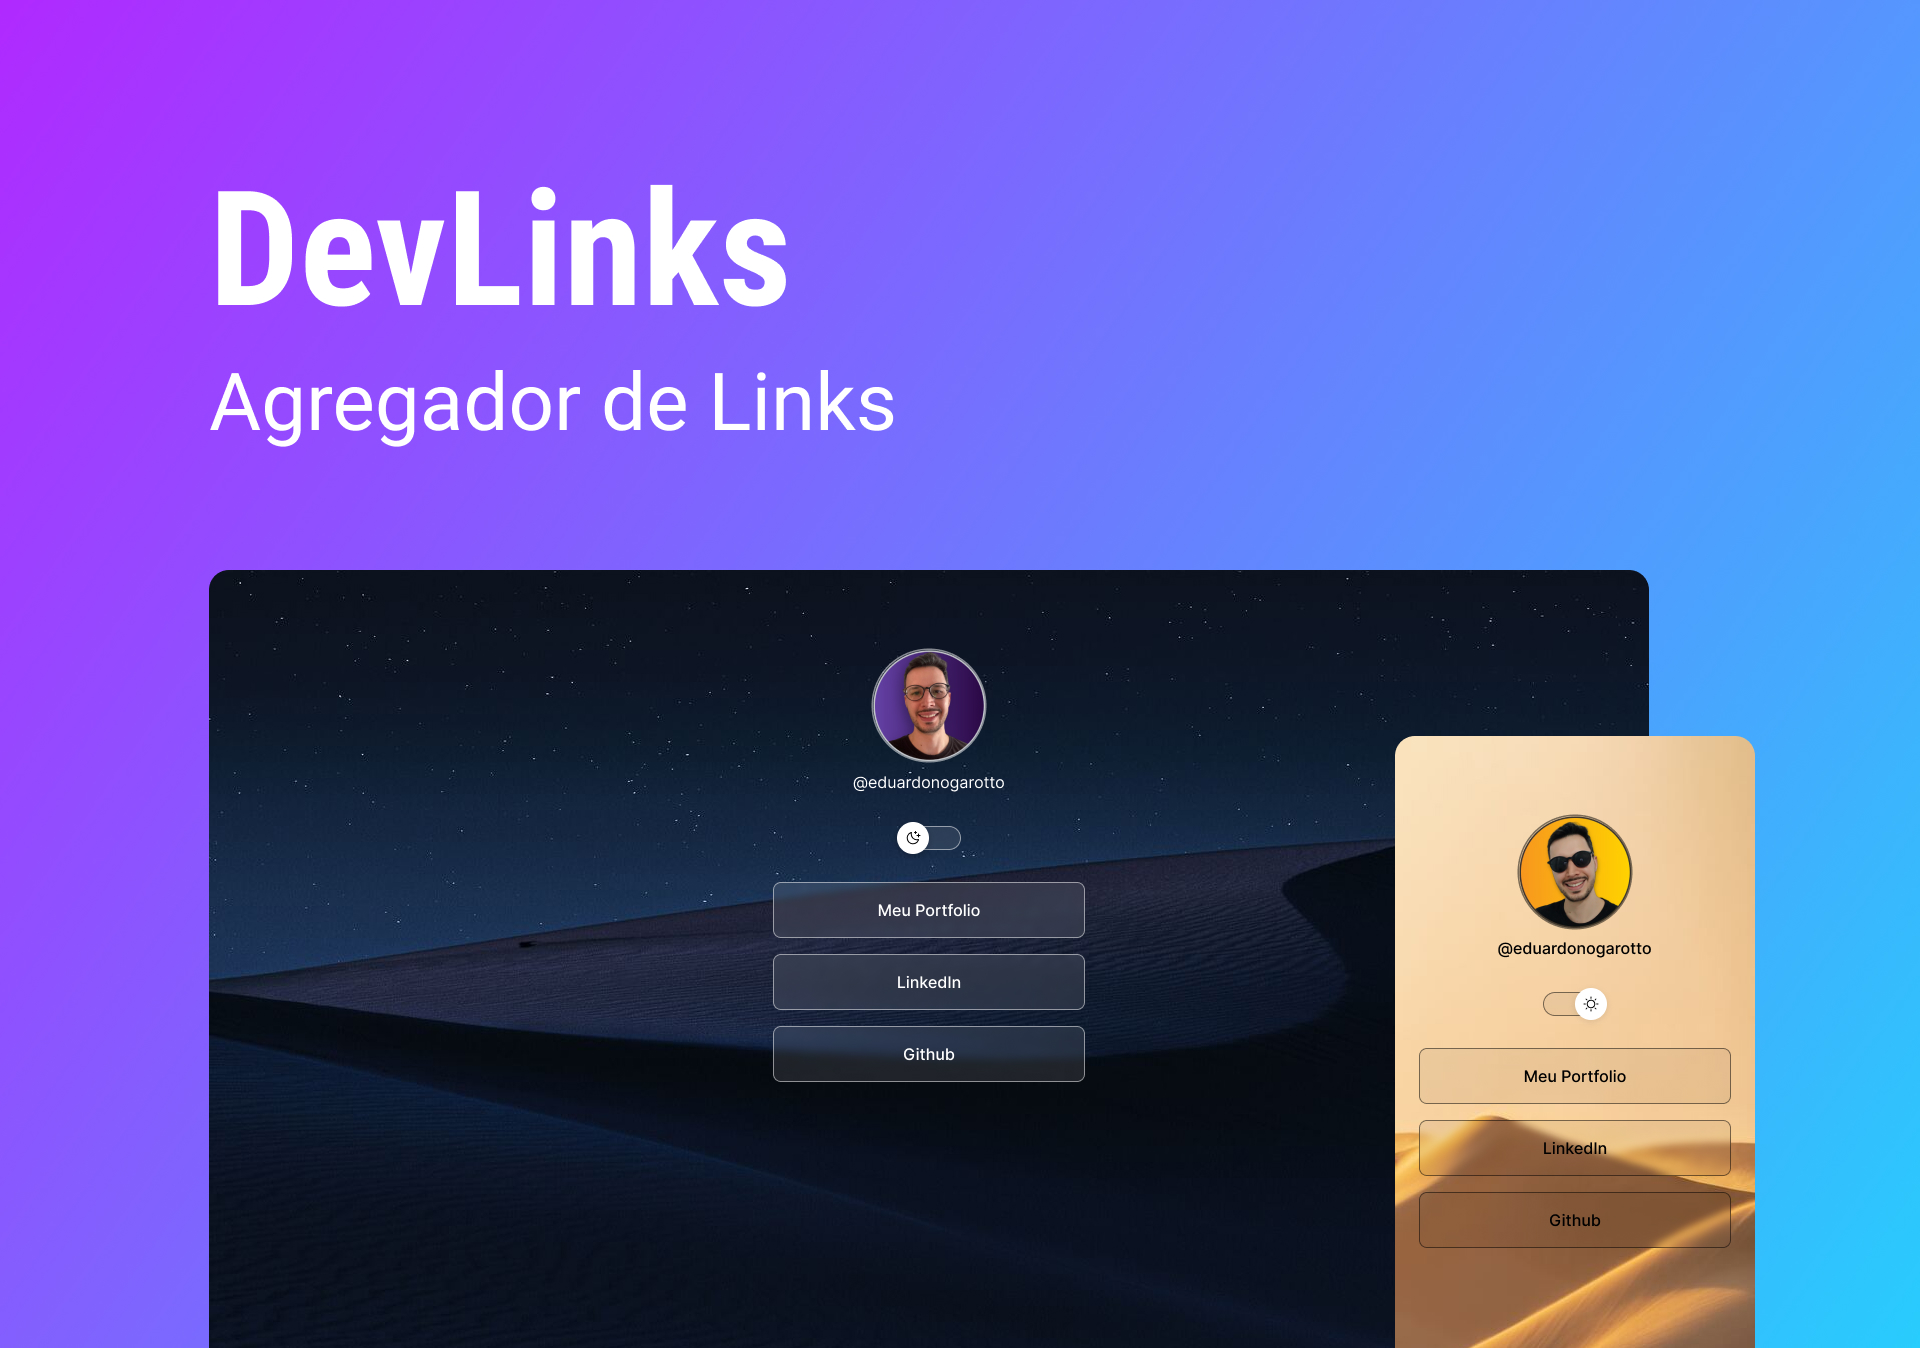 DevLinks
Agregador de Links
@eduardonogarotto
Meu Portfolio
LinkedIn
Github
@eduardonogarotto
Meu Portfolio
LinkedIn
Github